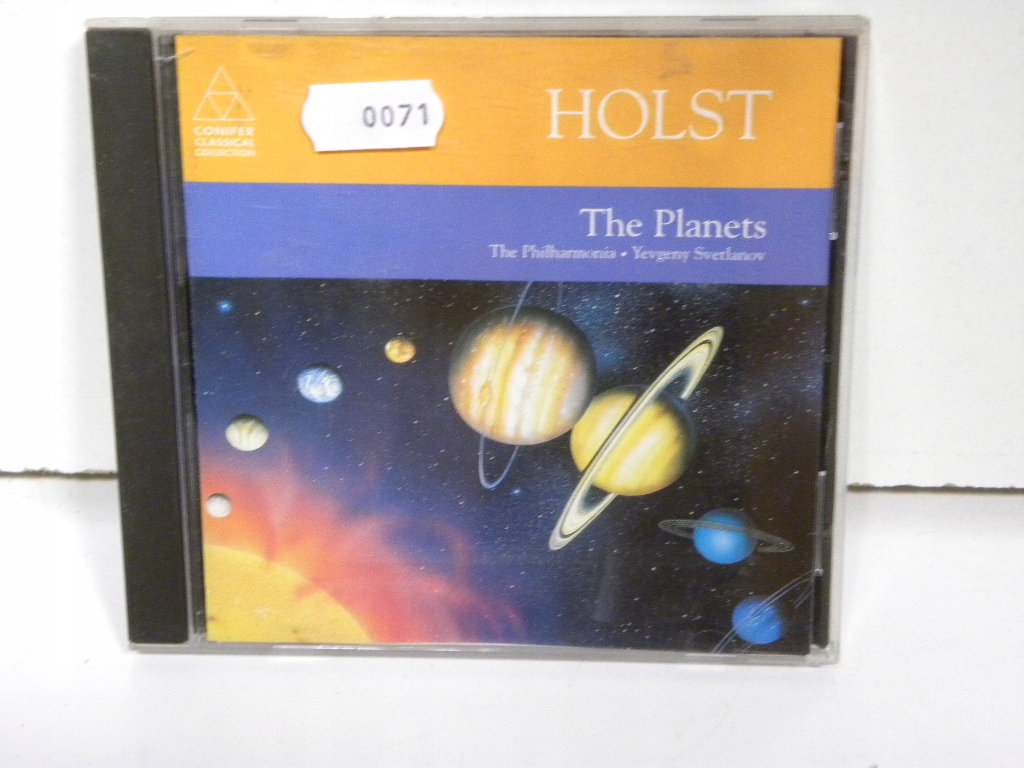 CONIFER
CLASSICAL
COLLECTION
0071
HOLST
The Planets
The Philharmonia • Yevgeny Svetlanov